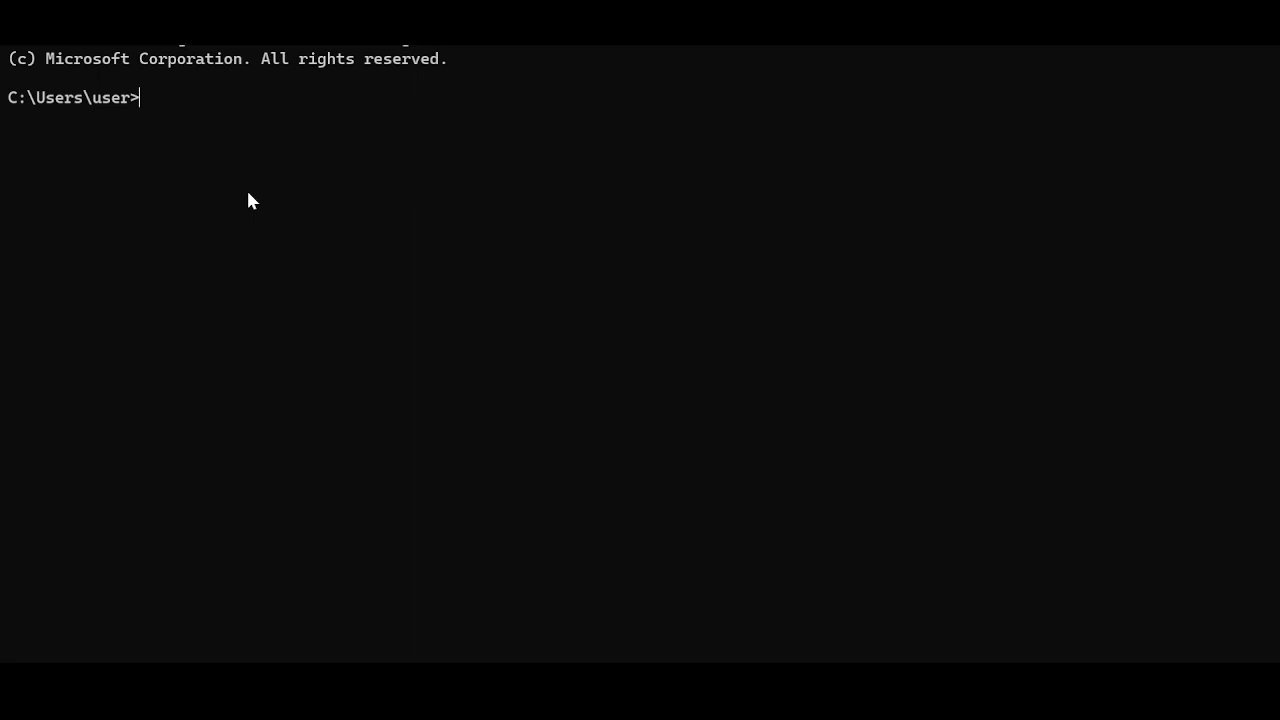 (c) Microsoft Corporation. All rights reserved.
C:\Users\user>